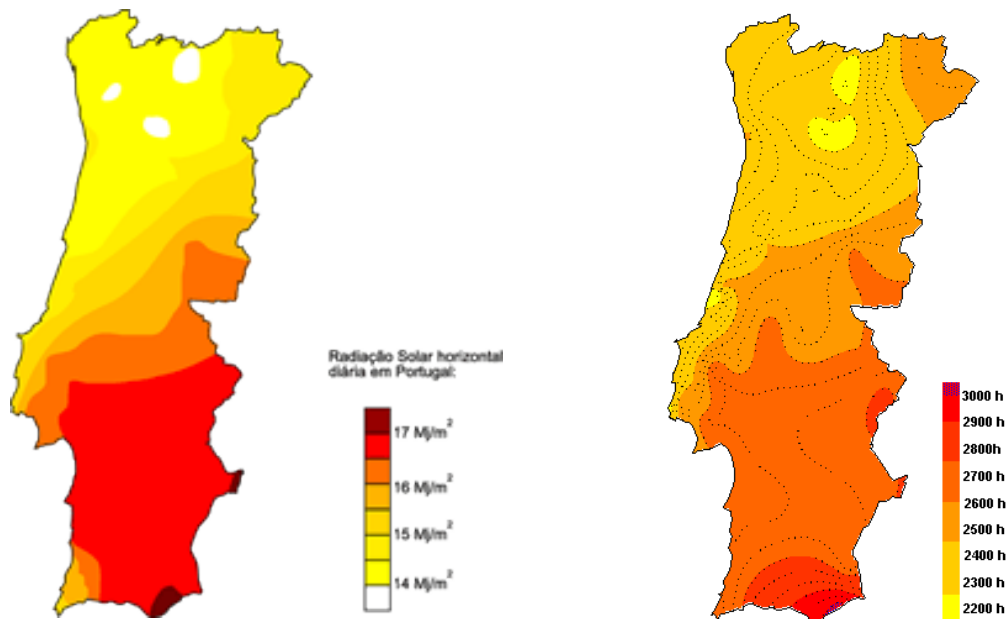 Radiação Solar horizontal
diária em Portugal:
17 Mj/m²
16 Mj/m²
15 Mj/m²
14 Mj/m²
3000 h
2900 h
2800h
2700 h
2600 h
2500 h
2400 h
2300 h
2200 h